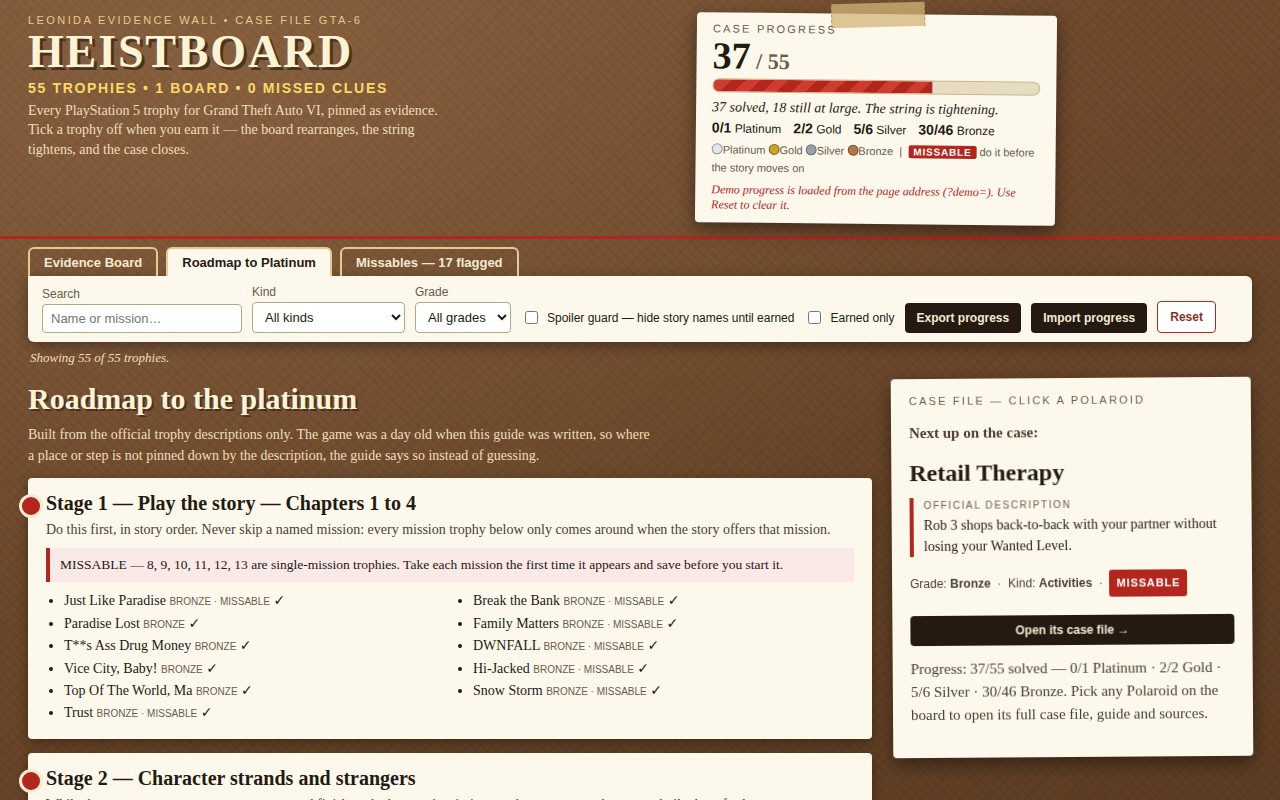 LEONIDA EVIDENCE WALL • CASE FILE GTA-6
HEISTBOARD
55 TROPHIES • 1 BOARD • 0 MISSED CLUES
Every PlayStation 5 trophy for Grand Theft Auto VI, pinned as evidence.
Tick a trophy off when you earn it — the board rearranges, the string
tightens, and the case closes.
CASE PROGRESS
37 / 55
37 solved, 18 still at large. The string is tightening.
0/1 Platinum 2/2 Gold 5/6 Silver 30/46 Bronze
Platinum Gold Silver Bronze | MISSABLE do it before
the story moves on
Demo progress is loaded from the page address (?demo=). Use
Reset to clear it.
Evidence Board
Roadmap to Platinum
Missables — 17 flagged
Search
Kind
Grade
Name or mission…
All kinds
All grades
Spoiler guard — hide story names until earned
Earned only
Export progress
Import progress
Reset
Showing 55 of 55 trophies.
Roadmap to the platinum
Built from the official trophy descriptions only. The game was a day old when this guide was written, so where
a place or step is not pinned down by the description, the guide says so instead of guessing.
Stage 1 — Play the story — Chapters 1 to 4
Do this first, in story order. Never skip a named mission: every mission trophy below only comes around when the story offers that mission.
MISSABLE — 8, 9, 10, 11, 12, 13 are single-mission trophies. Take each mission the first time it appears and save before you start it.
• Just Like Paradise BRONZE · MISSABLE ✓
• Paradise Lost BRONZE ✓
• T**s Ass Drug Money BRONZE ✓
• Vice City, Baby! BRONZE ✓
• Top Of The World, Ma BRONZE ✓
• Trust BRONZE · MISSABLE ✓
• Break the Bank BRONZE · MISSABLE ✓
• Family Matters BRONZE · MISSABLE ✓
• DWNFALL BRONZE · MISSABLE ✓
• Hi-Jacked BRONZE · MISSABLE ✓
• Snow Storm BRONZE · MISSABLE ✓
Stage 2 — Character strands and strangers
CASE FILE — CLICK A POLAROID
Next up on the case:
Retail Therapy
OFFICIAL DESCRIPTION
Rob 3 shops back-to-back with your partner without
losing your Wanted Level.
Grade: Bronze · Kind: Activities · MISSABLE
Open its case file →
Progress: 37/55 solved — 0/1 Platinum · 2/2 Gold ·
5/6 Silver · 30/46 Bronze. Pick any Polaroid on the
board to open its full case file, guide and sources.